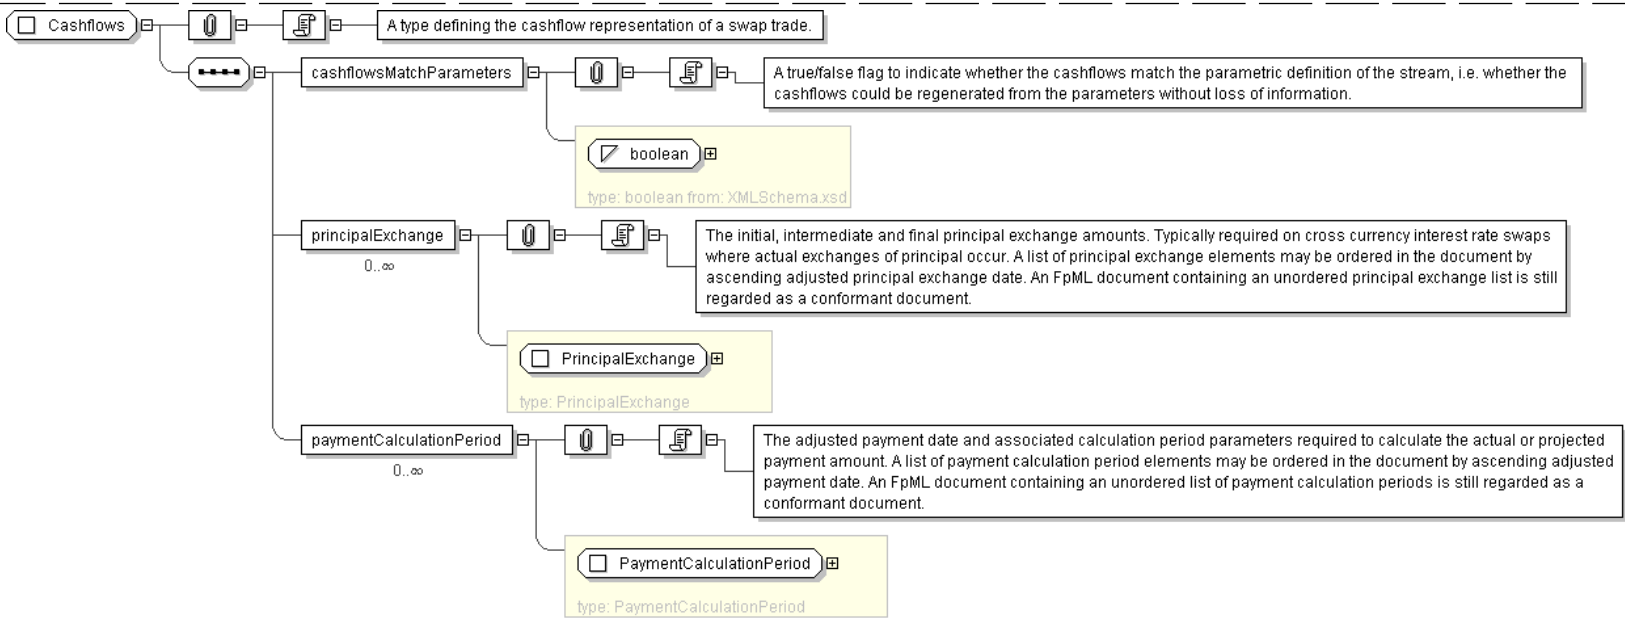 Cashflows
A type defining the cashflow representation of a swap trade.
cashflowsMatchParameters
A true/false flag to indicate whether the cashflows match the parametric definition of the stream, i.e. whether the
cashflows could be regenerated from the parameters without loss of information.
boolean
type: boolean from: XMLSchema.xsd
principalExchange
0..∞
The initial, intermediate and final principal exchange amounts. Typically required on cross currency interest rate swaps
where actual exchanges of principal occur. A list of principal exchange elements may be ordered in the document by
ascending adjusted principal exchange date. An FpML document containing an unordered principal exchange list is still
regarded as a conformant document.
PrincipalExchange
type: PrincipalExchange
paymentCalculationPeriod
0..∞
The adjusted payment date and associated calculation period parameters required to calculate the actual or projected
payment amount. A list of payment calculation period elements may be ordered in the document by ascending adjusted
payment date. An FpML document containing an unordered list of payment calculation periods is still regarded as a
conformant document.
PaymentCalculationPeriod
type: PaymentCalculationPeriod